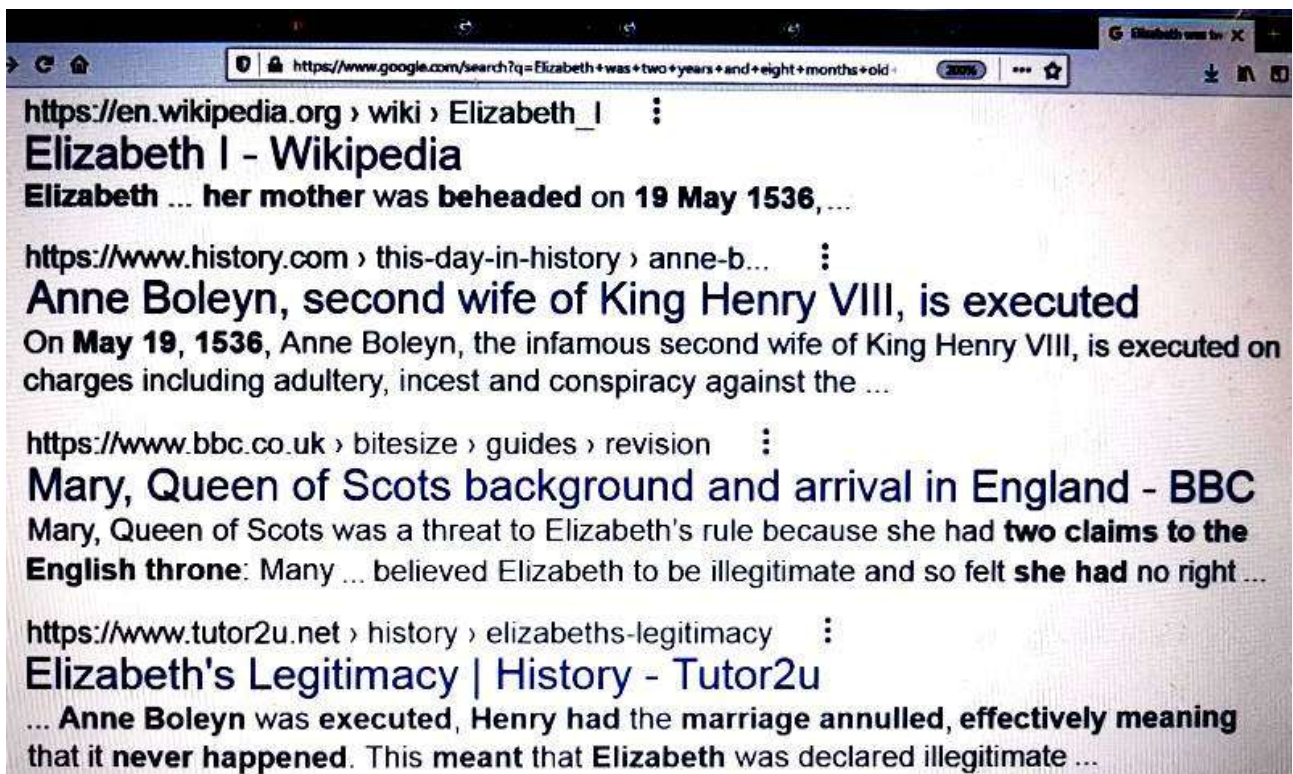 https://www.google.com/search?q=Elizabeth+was+two+years+and+eight+months+old+
200%
https://en.wikipedia.org › wiki › Elizabeth_I
Elizabeth I - Wikipedia
Elizabeth ... her mother was beheaded on 19 May 1536,...
https://www.history.com › this-day-in-history › anne-b...
Anne Boleyn, second wife of King Henry VIII, is executed
On May 19, 1536, Anne Boleyn, the infamous second wife of King Henry VIII, is executed on
charges including adultery, incest and conspiracy against the ...
https://www.bbc.co.uk › bitesize › guides › revision
Mary, Queen of Scots background and arrival in England - BBC
Mary, Queen of Scots was a threat to Elizabeth's rule because she had two claims to the
English throne: Many ... believed Elizabeth to be illegitimate and so felt she had no right ...
https://www.tutor2u.net › history › elizabeths-legitimacy
Elizabeth's Legitimacy | History - Tutor2u
... Anne Boleyn was executed, Henry had the marriage annulled, effectively meaning
that it never happened. This meant that Elizabeth was declared illegitimate ...